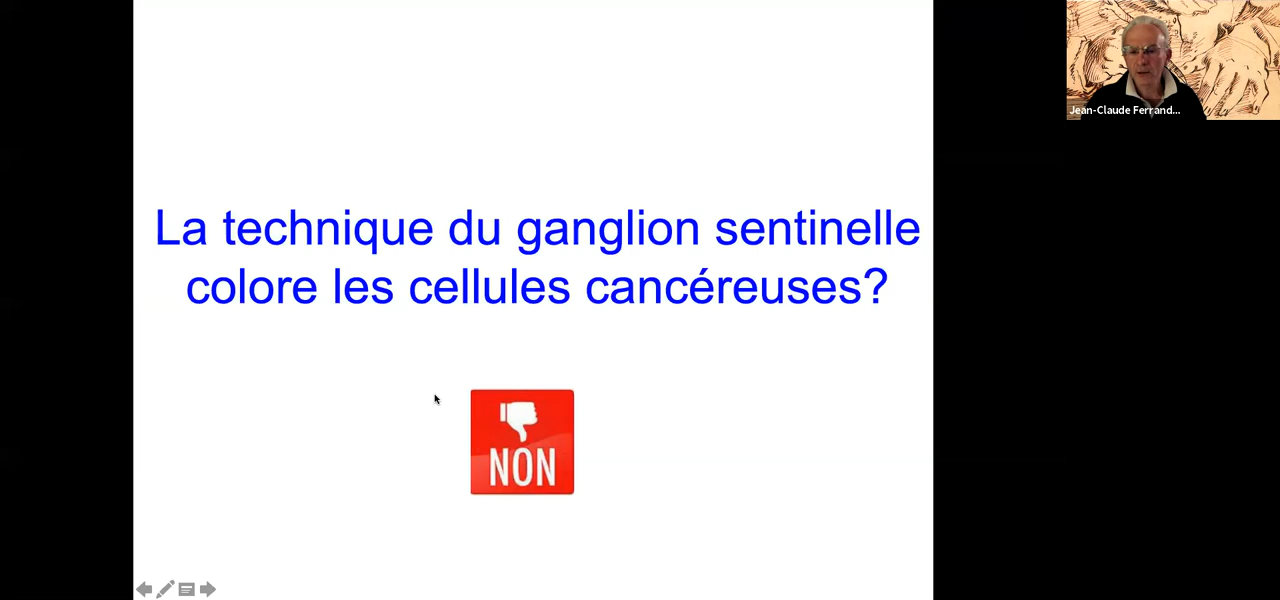 La technique du ganglion sentinelle
colore les cellules cancéreuses?
NON
Jean-Claude Ferrand...